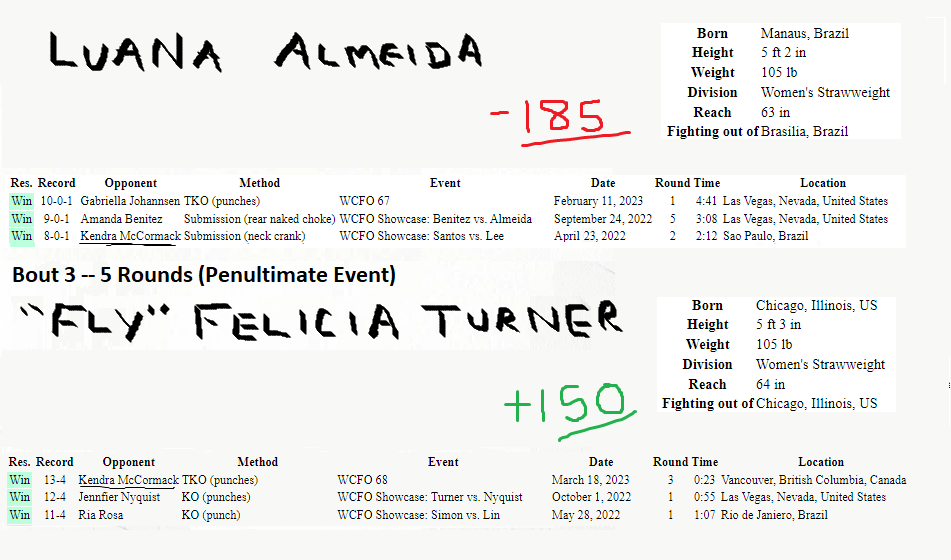 LUANA ALMEIDA
Born Manaus, Brazil
Height 5 ft 2 in
Weight 105 lb
Division Women's Strawweight
Reach 63 in
Fighting out of Brasilia, Brazil
-185
Res. Record Opponent Method Event Date Round Time Location
Win 10-0-1 Gabriella Johannsen TKO (punches) WCFO 67 February 11, 2023 1 4:41 Las Vegas, Nevada, United States
Win 9-0-1 Amanda Benitez Submission (rear naked choke) WCFO Showcase: Benitez vs. Almeida September 24, 2022 5 3:08 Las Vegas, Nevada, United States
Win 8-0-1 Kendra McCormack Submission (neck crank) WCFO Showcase: Santos vs. Lee April 23, 2022 2 2:12 Sao Paulo, Brazil
Bout 3 -- 5 Rounds (Penultimate Event)
"FLY" FELICIA TURNER
Born Chicago, Illinois, US
Height 5 ft 3 in
Weight 105 lb
Division Women's Strawweight
Reach 64 in
Fighting out of Chicago, Illinois, US
+150
Res. Record Opponent Method Event Date Round Time Location
Win 13-4 Kendra McCormack TKO (punches) WCFO 68 March 18, 2023 3 0:23 Vancouver, British Columbia, Canada
Win 12-4 Jennfier Nyquist KO (punches) WCFO Showcase: Turner vs. Nyquist October 1, 2022 1 0:55 Las Vegas, Nevada, United States
Win 11-4 Ria Rosa KO (punch) WCFO Showcase: Simon vs. Lin May 28, 2022 1 1:07 Rio de Janiero, Brazil